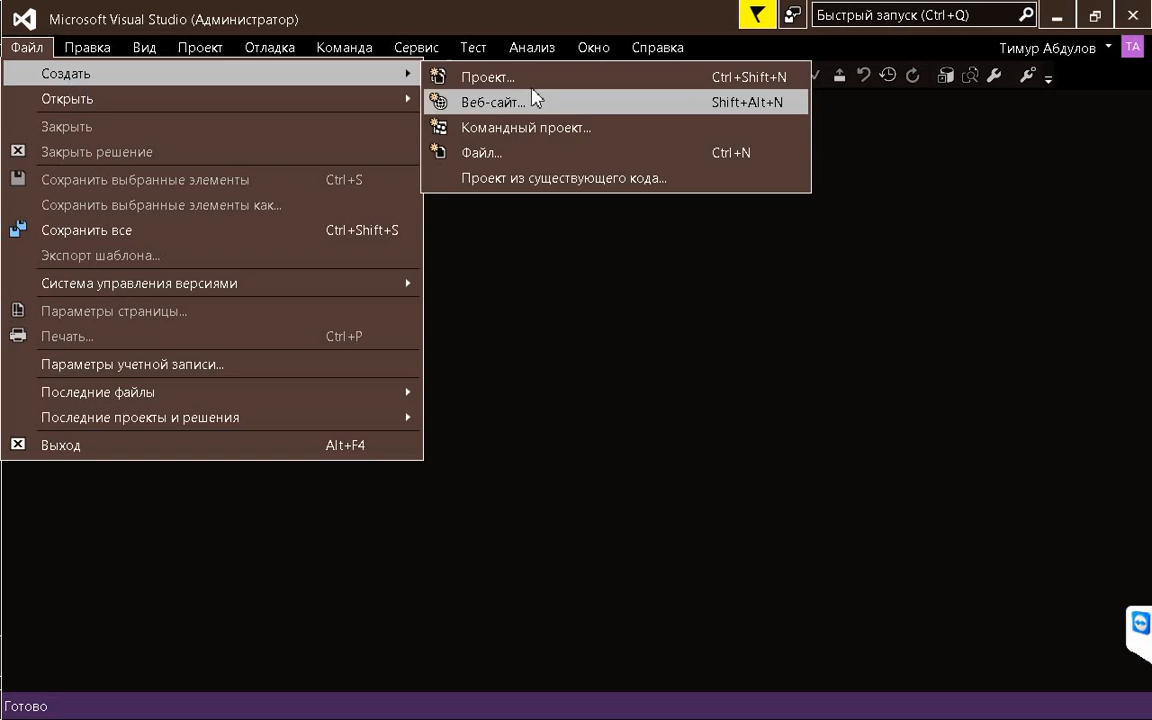 Microsoft Visual Studio (Администратор)
Быстрый запуск (Ctrl+Q)
Файл Правка Вид Проект Отладка Команда Сервис Тест Анализ Окно Справка Тимур Абдулов ТА
Создать
Открыть
Закрыть
Закрыть решение
Сохранить выбранные элементы Ctrl+S
Сохранить выбранные элементы как...
Сохранить все Ctrl+Shift+S
Экспорт шаблона...
Система управления версиями
Параметры страницы...
Печать... Ctrl+P
Параметры учетной записи...
Последние файлы
Последние проекты и решения
Выход Alt+F4
Проект... Ctrl+Shift+N
Веб-сайт... Shift+Alt+N
Командный проект...
Файл... Ctrl+N
Проект из существующего кода...
Готово